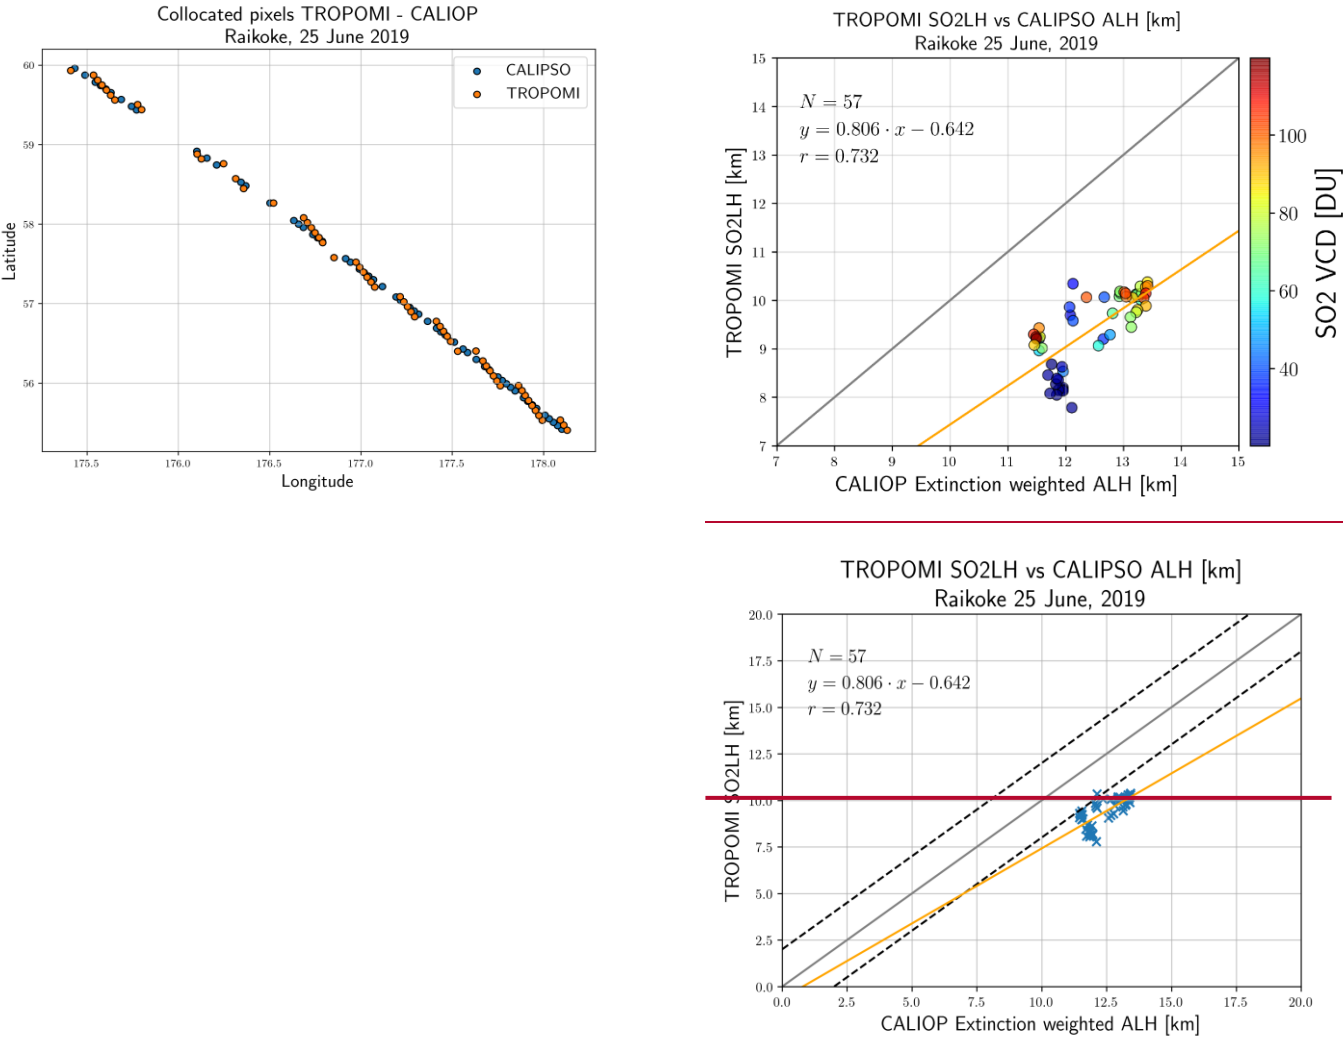 Collocated pixels TROPOMI - CALIOP
Raikoke, 25 June 2019
CALIPSO
TROPOMI
60
59
58
57
56
Latitude
175.5
176.0
176.5
177.0
177.5
178.0
Longitude
TROPOMI SO2LH vs CALIPSO ALH [km]
Raikoke 25 June, 2019
N = 57
y = 0.806 · x − 0.642
r = 0.732
15
14
13
12
11
10
9
8
7
TROPOMI SO2LH [km]
7
8
9
10
11
12
13
14
15
CALIOP Extinction weighted ALH [km]
100
80
60
40
SO2 VCD [DU]
TROPOMI SO2LH vs CALIPSO ALH [km]
Raikoke 25 June, 2019
N = 57
y = 0.806 · x − 0.642
r = 0.732
20.0
17.5
15.0
12.5
10.0
7.5
5.0
2.5
0.0
TROPOMI SO2LH [km]
0.0
2.5
5.0
7.5
10.0
12.5
15.0
17.5
20.0
CALIOP Extinction weighted ALH [km]